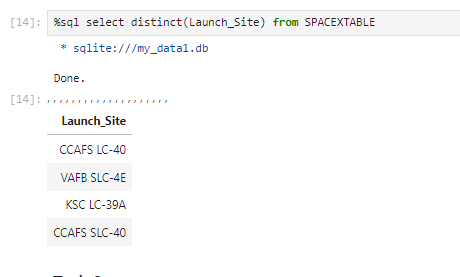 [14]: %sql select distinct(Launch_Site) from SPACEXTABLE
* sqlite:///my_data1.db
Done.
[14]: , , , , , , , , , , , , , , , , , , , ,
Launch_Site
CCAFS LC-40
VAFB SLC-4E
KSC LC-39A
CCAFS SLC-40